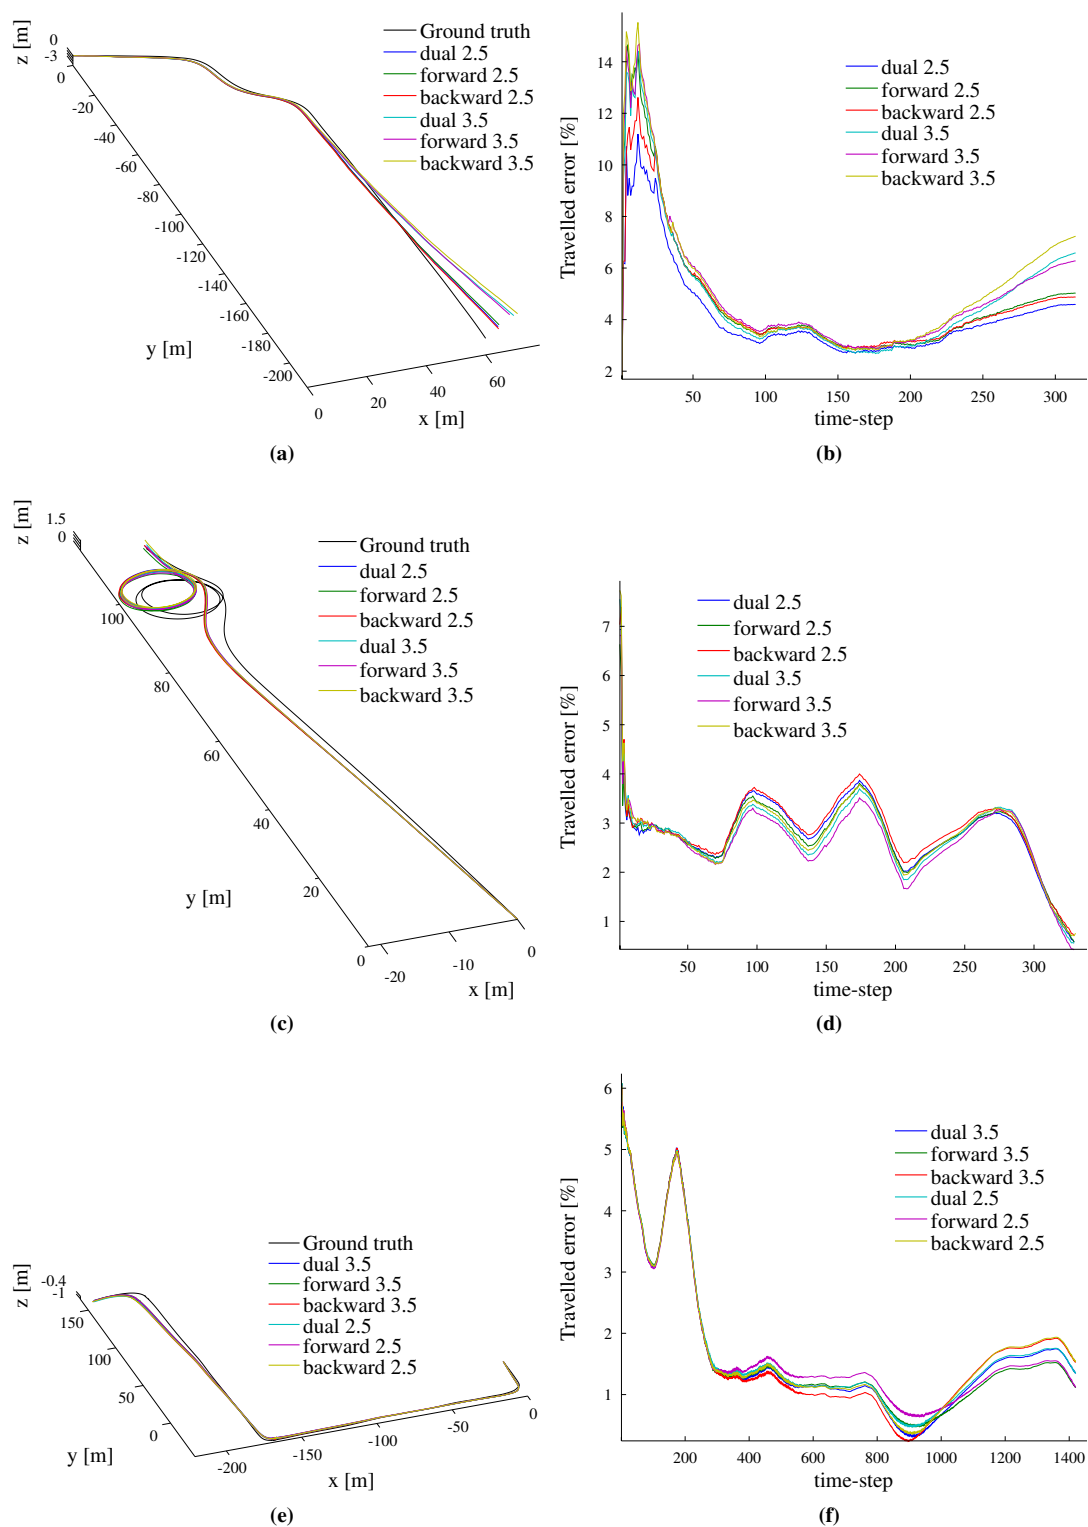 z [m]
0
-3
0
-20
-40
-60
-80
-100
-120
-140
-160
-180
-200
y [m]
0
20
40
60
x [m]
Ground truth
dual 2.5
forward 2.5
backward 2.5
dual 3.5
forward 3.5
backward 3.5
(a)
Travelled error [%]
14
12
10
8
6
4
2
50
100
150
200
250
300
time-step
dual 2.5
forward 2.5
backward 2.5
dual 3.5
forward 3.5
backward 3.5
(b)
z [m]
1.5
0
100
80
60
40
20
0
y [m]
-20
-10
0
x [m]
Ground truth
dual 2.5
forward 2.5
backward 2.5
dual 3.5
forward 3.5
backward 3.5
(c)
Travelled error [%]
7
6
5
4
3
2
1
50
100
150
200
250
300
time-step
dual 2.5
forward 2.5
backward 2.5
dual 3.5
forward 3.5
backward 3.5
(d)
z [m]
-0.4
-1
150
100
50
0
y [m]
-200
-150
-100
-50
0
x [m]
Ground truth
dual 3.5
forward 3.5
backward 3.5
dual 2.5
forward 2.5
backward 2.5
(e)
Travelled error [%]
6
5
4
3
2
1
200
400
600
800
1000
1200
1400
time-step
dual 3.5
forward 3.5
backward 3.5
dual 2.5
forward 2.5
backward 2.5
(f)